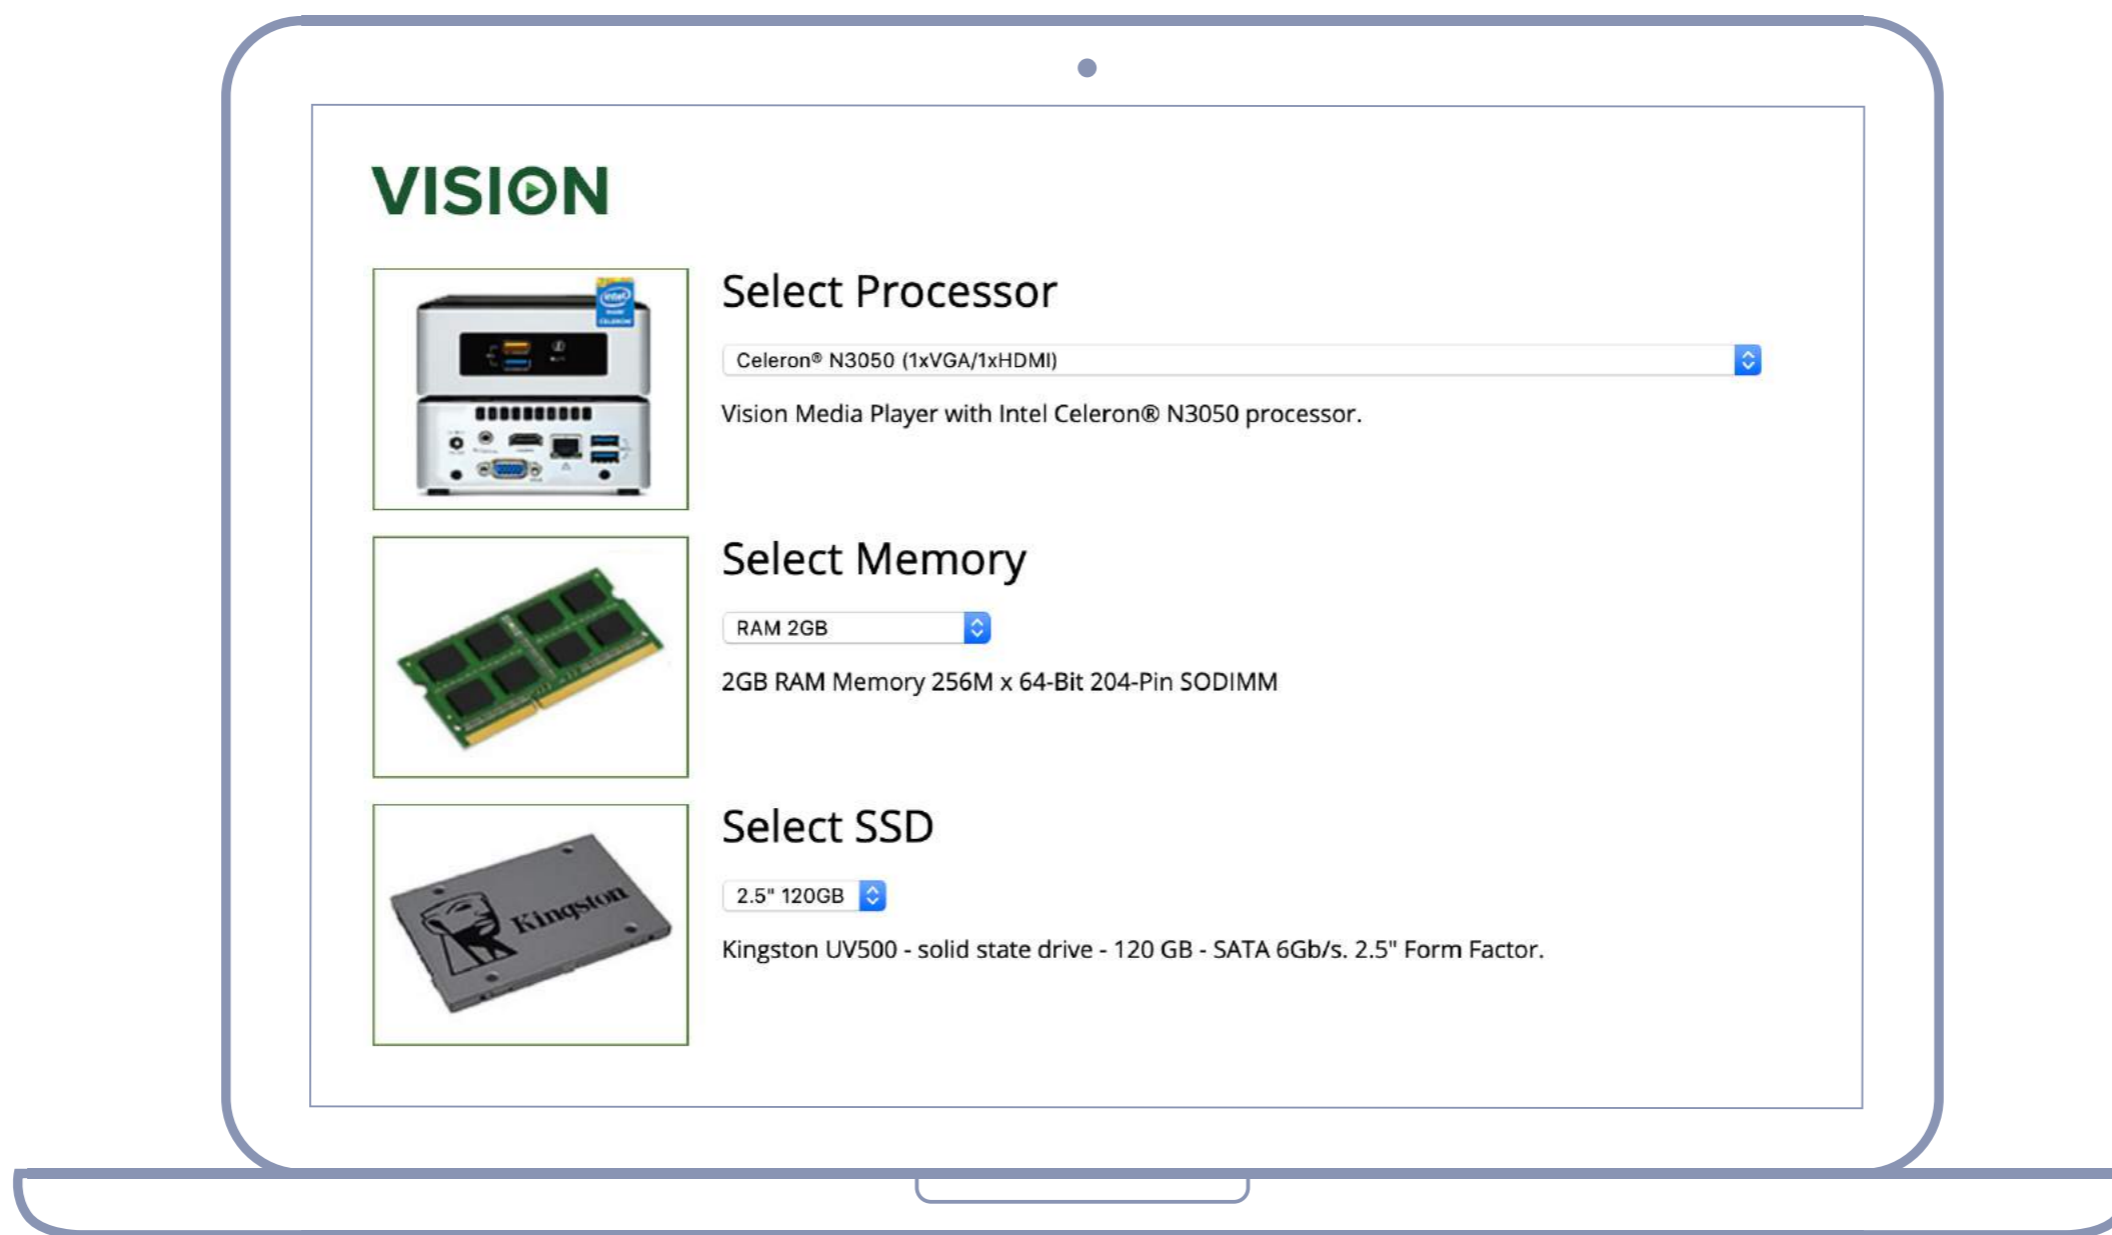 VISION
Select Processor
Celeron® N3050 (1xVGA/1xHDMI)
Vision Media Player with Intel Celeron® N3050 processor.
intel
Select Memory
RAM 2GB
2GB RAM Memory 256M x 64-Bit 204-Pin SODIMM
Select SSD
2.5" 120GB
Kingston UV500 - solid state drive - 120 GB - SATA 6Gb/s. 2.5" Form Factor.
Kingston